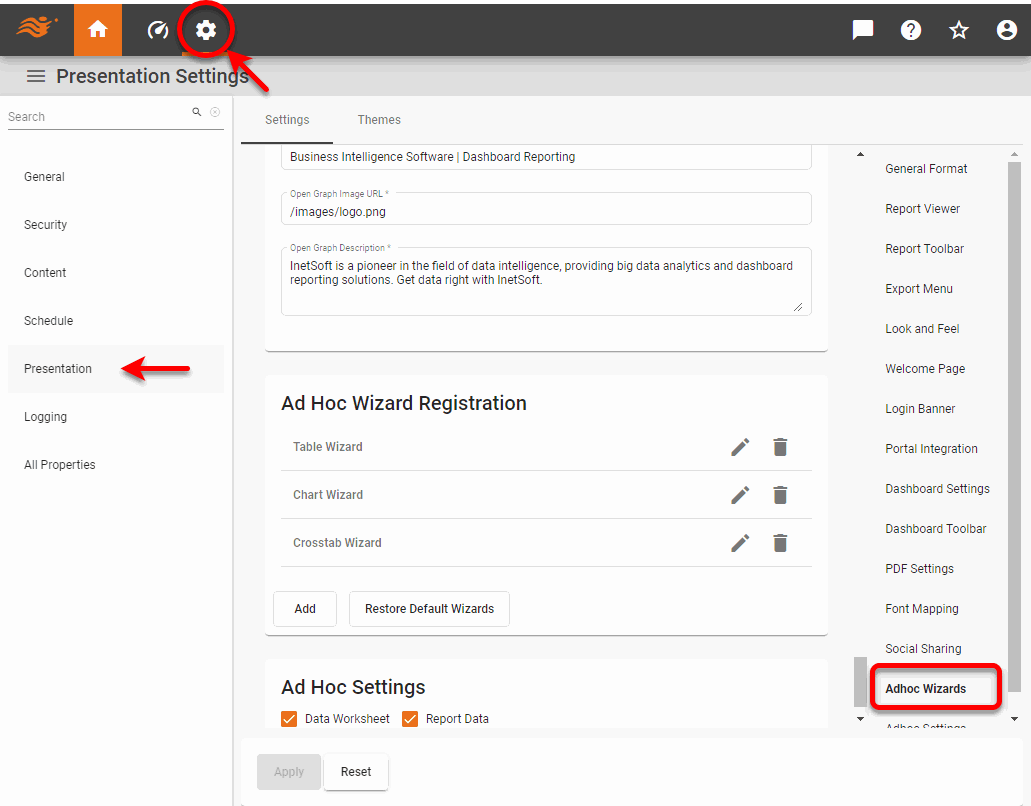 Presentation Settings
Search
General
Security
Content
Schedule
Presentation
Logging
All Properties
Settings
Themes
Business Intelligence Software | Dashboard Reporting
Open Graph Image URL *
/images/logo.png
Open Graph Description *
InetSoft is a pioneer in the field of data intelligence, providing big data analytics and dashboard
reporting solutions. Get data right with InetSoft.
Ad Hoc Wizard Registration
Table Wizard
Chart Wizard
Crosstab Wizard
Add
Restore Default Wizards
Ad Hoc Settings
Data Worksheet
Report Data
Apply
Reset
General Format
Report Viewer
Report Toolbar
Export Menu
Look and Feel
Welcome Page
Login Banner
Portal Integration
Dashboard Settings
Dashboard Toolbar
PDF Settings
Font Mapping
Social Sharing
Adhoc Wizards
Adhoc Settings